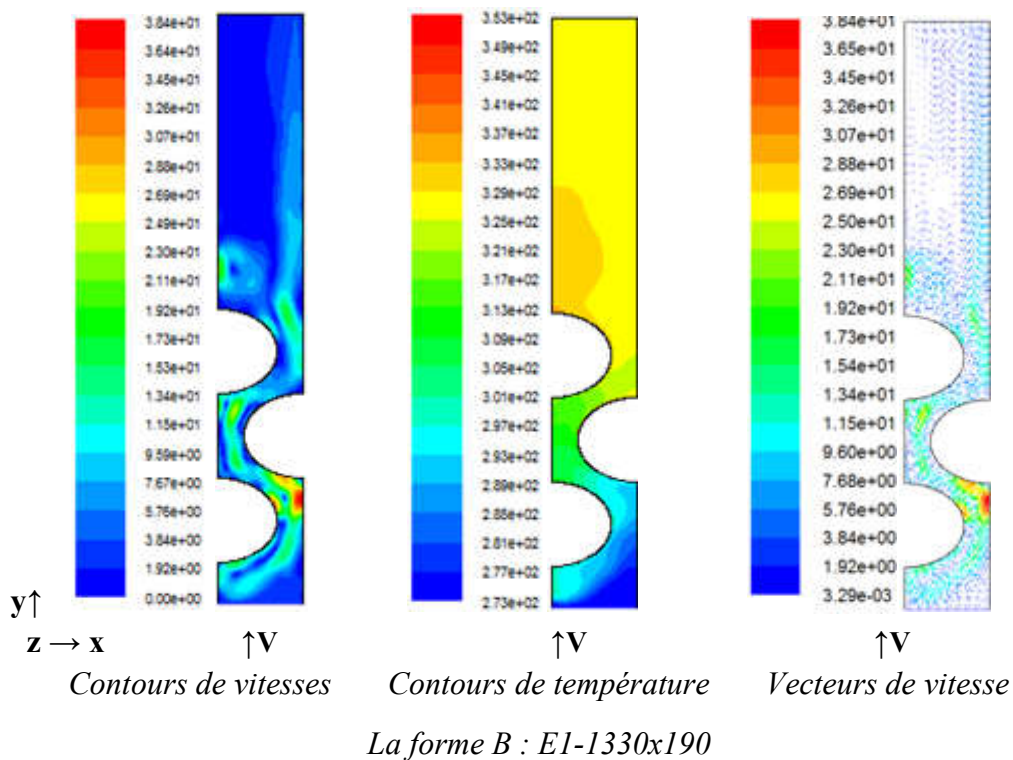 3.84e+01
3.64e+01
3.45e+01
3.26e+01
3.07e+01
2.88e+01
2.69e+01
2.49e+01
2.30e+01
2.11e+01
1.92e+01
1.73e+01
1.53e+01
1.34e+01
1.15e+01
9.59e+00
7.67e+00
5.76e+00
3.84e+00
1.92e+00
0.00e+00
3.53e+02
3.49e+02
3.45e+02
3.41e+02
3.37e+02
3.33e+02
3.29e+02
3.25e+02
3.21e+02
3.17e+02
3.13e+02
3.09e+02
3.05e+02
3.01e+02
2.97e+02
2.93e+02
2.89e+02
2.85e+02
2.81e+02
2.77e+02
2.73e+02
3.84e+01
3.65e+01
3.45e+01
3.26e+01
3.07e+01
2.88e+01
2.69e+01
2.50e+01
2.30e+01
2.11e+01
1.92e+01
1.73e+01
1.54e+01
1.34e+01
1.15e+01
9.60e+00
7.68e+00
5.76e+00
3.84e+00
1.92e+00
3.29e-03
y↑
z → x
↑V
↑V
↑V
Contours de vitesses
Contours de température
Vecteurs de vitesse
La forme B : E1-1330x190